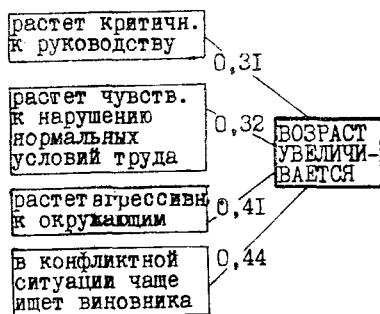 растет критичн.
к руководству
0,31
растет чувств.
к нарушению
нормальных
условий труда
0,32
ВОЗРАСТ
УВЕЛИЧИ-
ВАЕТСЯ
растет агрессивн.
к окружающим
0,41
в конфликтной
ситуации чаще
ищет виновника
0,44